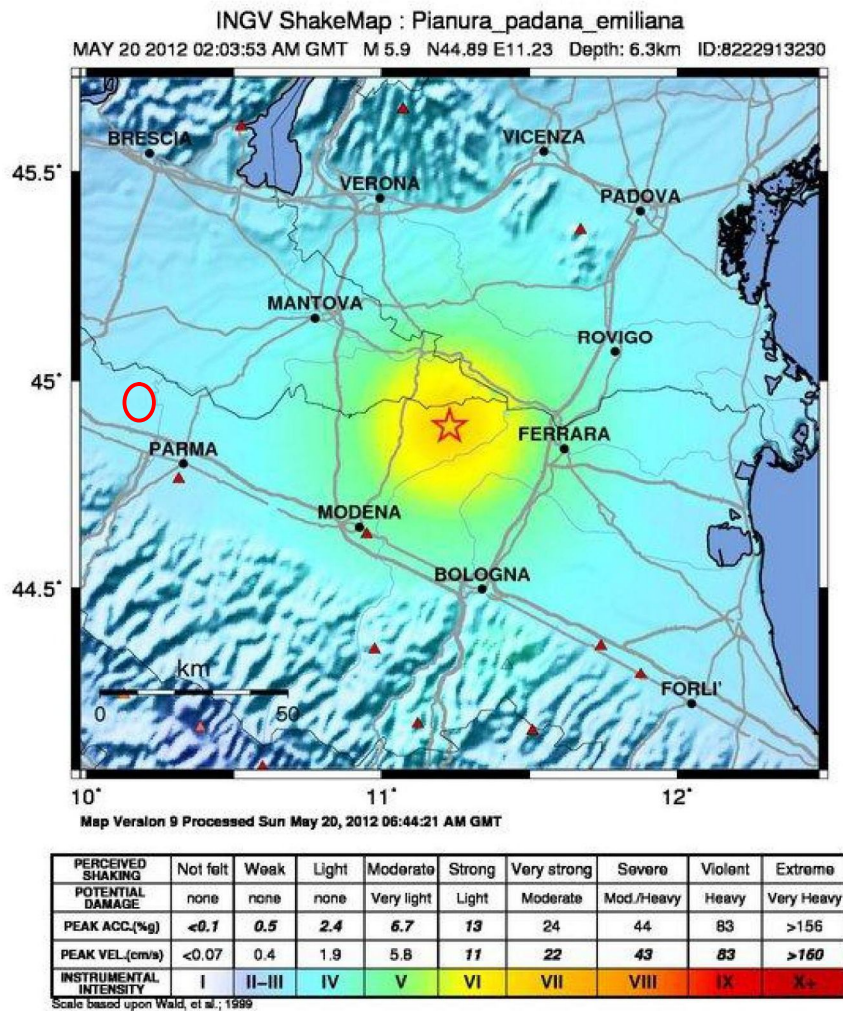 INGV ShakeMap : Pianura_padana_emiliana
MAY 20 2012 02:03:53 AM GMT M 5.9 N44.89 E11.23 Depth: 6.3km ID:8222913230
BRESCIA
VICENZA
45.5°
VERONA
PADOVA
MANTOVA
ROVIGO
45°
PARMA
FERRARA
MODENA
BOLOGNA
44.5°
km
FORLI'
0 50
10° 11° 12°
Map Version 9 Processed Sun May 20, 2012 06:44:21 AM GMT
PERCEIVED SHAKING Not felt Weak Light Moderate Strong Very strong Severe Violent Extreme
POTENTIAL DAMAGE none none none Very light Light Moderate Mod./Heavy Heavy Very Heavy
PEAK ACC.(%g) <0.1 0.5 2.4 6.7 13 24 44 83 >156
PEAK VEL.(cm/s) <0.07 0.4 1.9 5.8 11 22 43 83 >160
INSTRUMENTAL INTENSITY I II-III IV V VI VII VIII IX X+
Scale based upon Wald, et al.; 1999